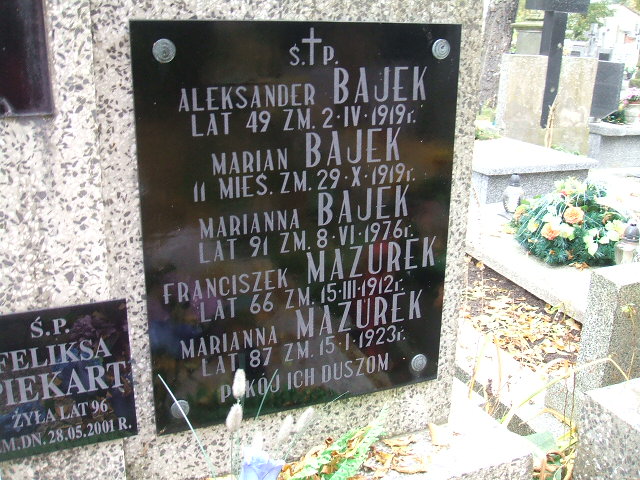 Ś.†P.
ALEKSANDER BAJEK
LAT 49 ZM. 2·IV·1919r.
MARIAN BAJEK
11 MIES. ZM. 29·X·1919r.
MARIANNA BAJEK
LAT 91 ZM. 8·VI·1976r.
FRANCISZEK MAZUREK
LAT 66 ZM. 15·III·1912r.
MARIANNA MAZUREK
LAT 87 ZM. 15·I·1923r.
POKÓJ ICH DUSZOM
Ś.P.
FELIKSA
PIEKART
ŻYŁA LAT 96
M. DN. 28.05.2001 R.